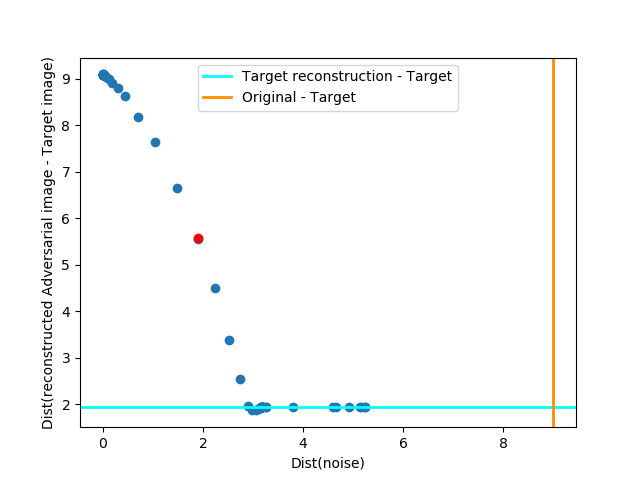 Target reconstruction - Target
Original - Target
Dist(reconstructed Adversarial image - Target image)
9
8
7
6
5
4
3
2
0 2 4 6 8
Dist(noise)